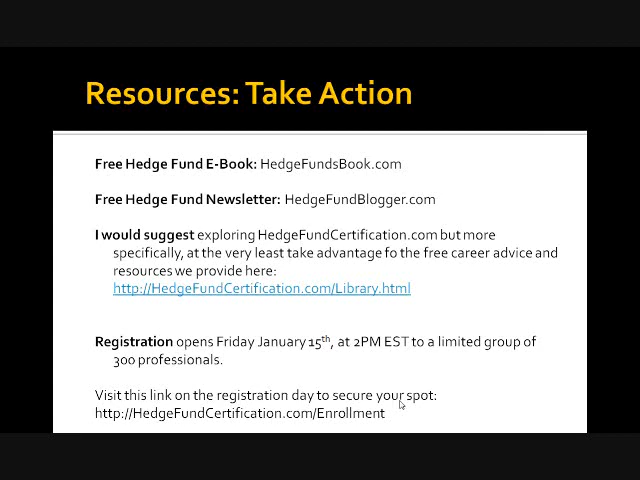 Resources: Take Action
Free Hedge Fund E-Book: HedgeFundsBook.com
Free Hedge Fund Newsletter: HedgeFundBlogger.com
I would suggest exploring HedgeFundCertification.com but more
specifically, at the very least take advantage fo the free career advice and
resources we provide here:
http://HedgeFundCertification.com/Library.html
Registration opens Friday January 15th, at 2PM EST to a limited group of
300 professionals.
Visit this link on the registration day to secure your spot:
http://HedgeFundCertification.com/Enrollment